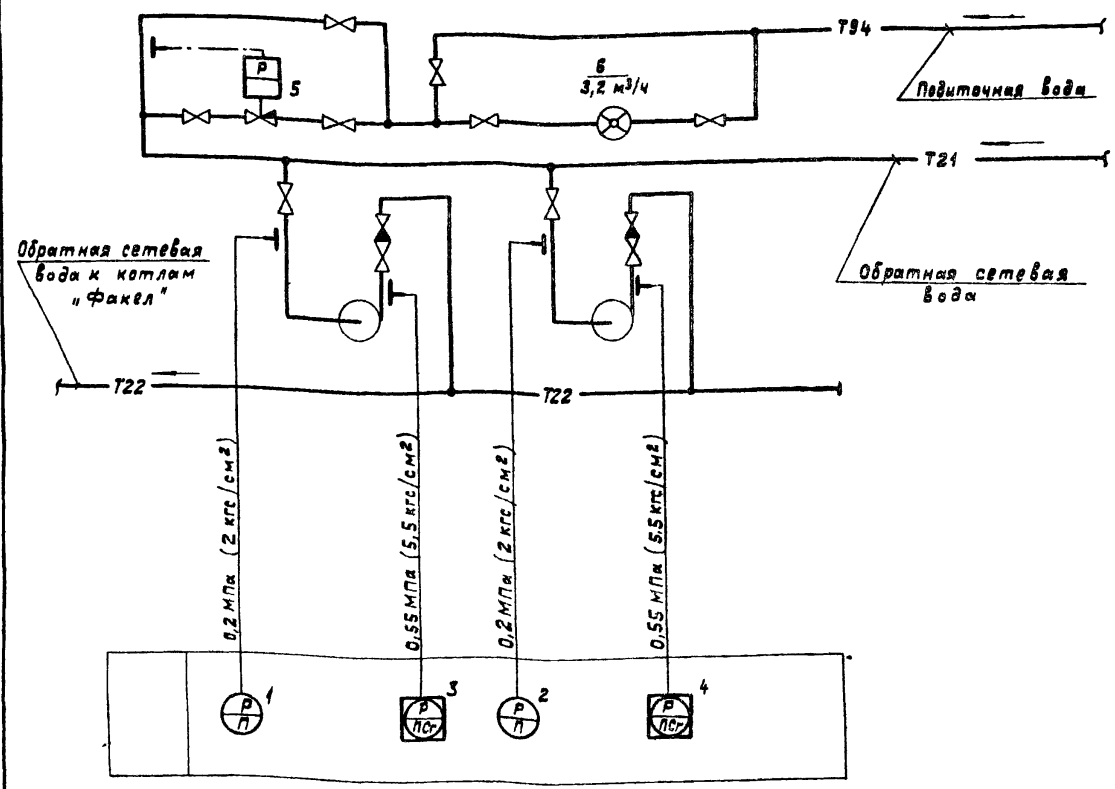 Т94
Р
5
6
3,2 м³/ч
Подпиточная вода
Т21
Обратная сетевая
вода к котлам
„Факел"
Обратная сетевая
вода
Т22
Т22
0,2 МПа (2 кгс/см²)
0,55 МПа (5,5 кгс/см²)
0,2 МПа (2 кгс/см²)
0,55 МПа (5,5 кгс/см²)
1
Р
П
3
Р
ПСг
2
Р
П
4
Р
ПСг